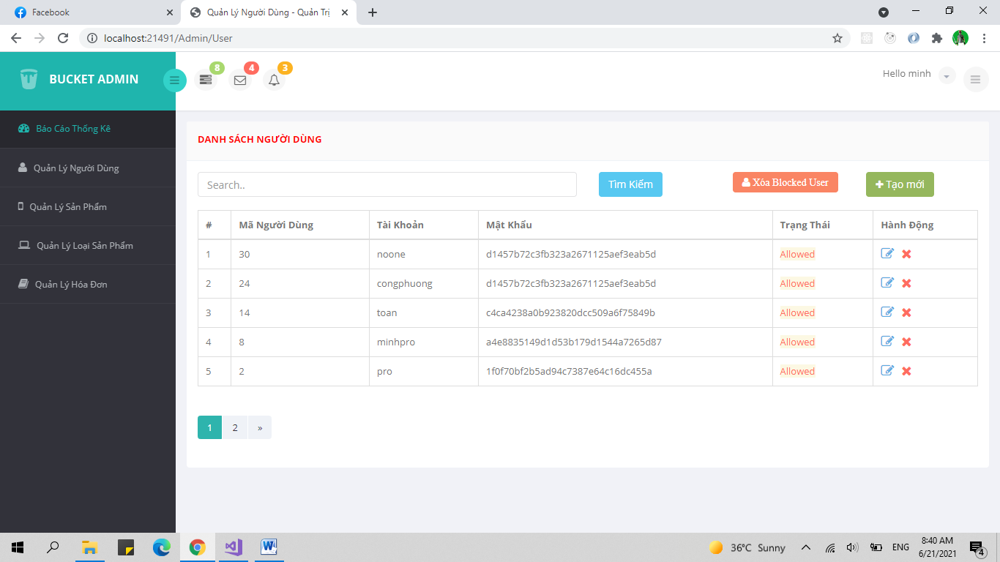 Facebook
Quản Lý Người Dùng - Quản Trị
localhost:21491/Admin/User
BUCKET ADMIN
8
4
3
Hello minh
Báo Cáo Thống Kê
Quản Lý Người Dùng
Quản Lý Sản Phẩm
Quản Lý Loại Sản Phẩm
Quản Lý Hóa Đơn
DANH SÁCH NGƯỜI DÙNG
Search..
Tìm Kiếm
Xóa Blocked User
Tạo mới
# Mã Người Dùng Tài Khoản Mật Khẩu Trạng Thái Hành Động
1 30 noone d1457b72c3fb323a2671125aef3eab5d Allowed
2 24 congphuong d1457b72c3fb323a2671125aef3eab5d Allowed
3 14 toan c4ca4238a0b923820dcc509a6f75849b Allowed
4 8 minhpro a4e8835149d1d53b179d1544a7265d87 Allowed
5 2 pro 1f0f70bf2b5ad94c7387e64c16dc455a Allowed
1 2 »
36°C Sunny
ENG
8:40 AM
6/21/2021
4